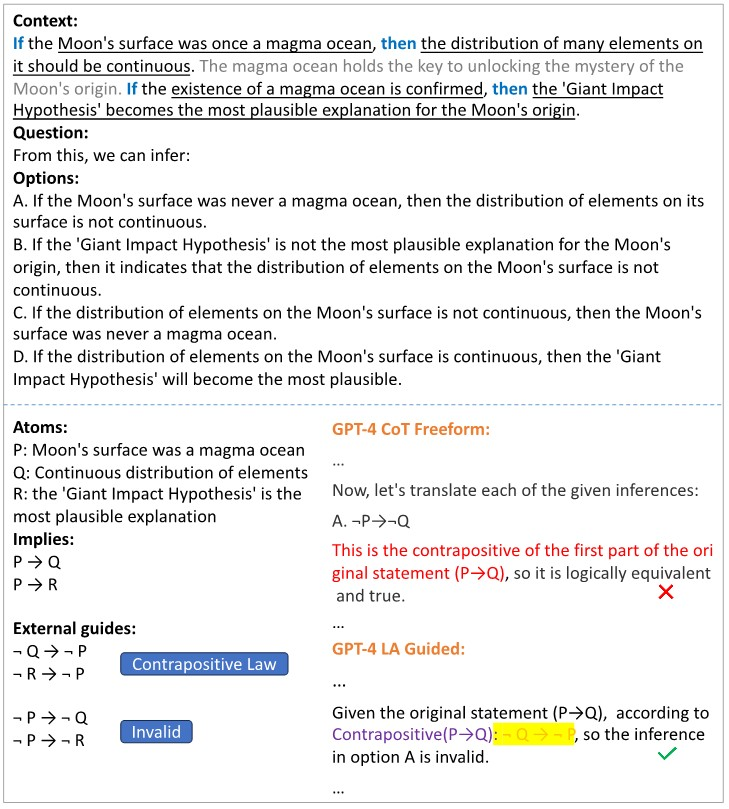 Context:
If the Moon's surface was once a magma ocean, then the distribution of many elements on
it should be continuous. The magma ocean holds the key to unlocking the mystery of the
Moon's origin. If the existence of a magma ocean is confirmed, then the 'Giant Impact
Hypothesis' becomes the most plausible explanation for the Moon's origin.
Question:
From this, we can infer:
Options:
A. If the Moon's surface was never a magma ocean, then the distribution of elements on its
surface is not continuous.
B. If the 'Giant Impact Hypothesis' is not the most plausible explanation for the Moon's
origin, then it indicates that the distribution of elements on the Moon's surface is not
continuous.
C. If the distribution of elements on the Moon's surface is not continuous, then the Moon's
surface was never a magma ocean.
D. If the distribution of elements on the Moon's surface is continuous, then the 'Giant
Impact Hypothesis' will become the most plausible.
Atoms:
P: Moon's surface was a magma ocean
Q: Continuous distribution of elements
R: the 'Giant Impact Hypothesis' is the
most plausible explanation
Implies:
P → Q
P → R
External guides:
¬ Q → ¬ P
¬ R → ¬ P
Contrapositive Law
¬ P → ¬ Q
¬ P → ¬ R
Invalid
GPT-4 CoT Freeform:
...
Now, let's translate each of the given inferences:
A. ¬P→¬Q
This is the contrapositive of the first part of the ori
ginal statement (P→Q), so it is logically equivalent
and true.
...
GPT-4 LA Guided:
...
Given the original statement (P→Q), according to
Contrapositive(P→Q): ¬ Q → ¬ P, so the inference
in option A is invalid.
...